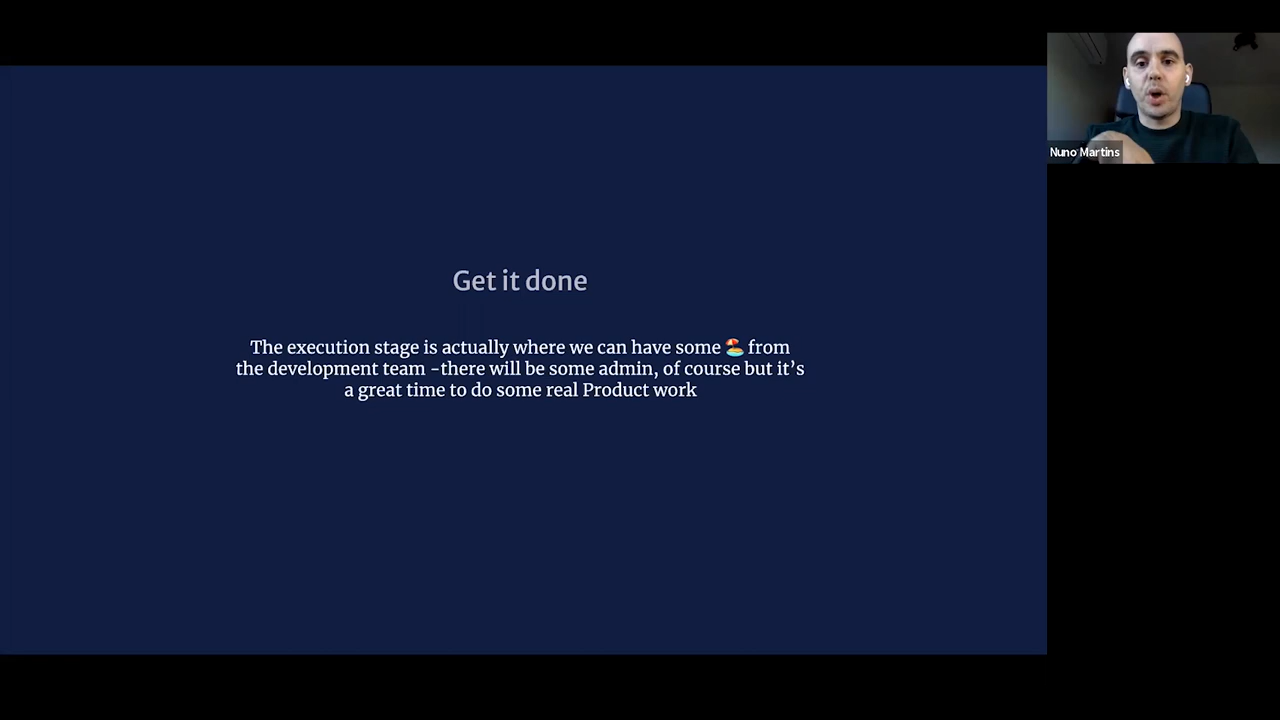 Get it done
The execution stage is actually where we can have some 🏖️ from
the development team -there will be some admin, of course but it’s
a great time to do some real Product work
Nuno Martins